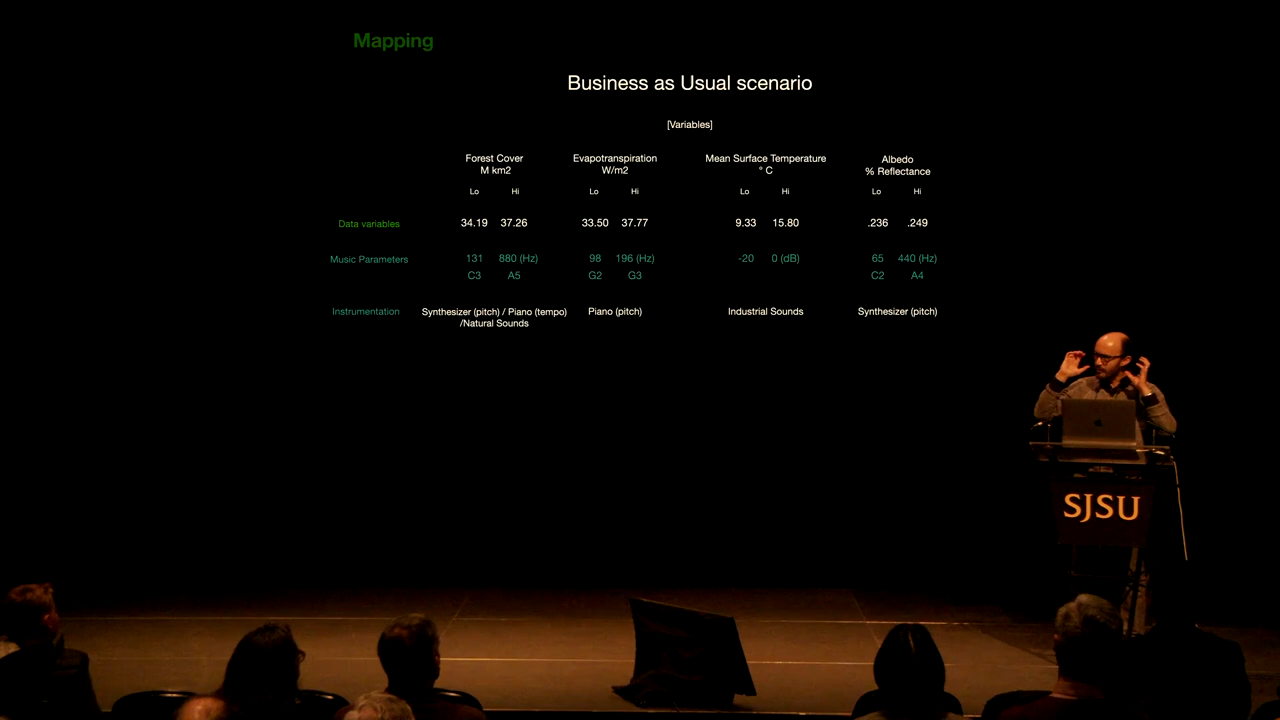 Mapping
Business as Usual scenario
[Variables]
Forest Cover
M km2
Evapotranspiration
W/m2
Mean Surface Temperature
° C
Albedo
% Reflectance
Lo Hi Lo Hi Lo Hi Lo Hi
Data variables 34.19 37.26 33.50 37.77 9.33 15.80 .236 .249
Music Parameters 131 880 (Hz) 98 196 (Hz) -20 0 (dB) 65 440 (Hz)
C3 A5 G2 G3 C2 A4
Instrumentation Synthesizer (pitch) / Piano (tempo) Piano (pitch) Industrial Sounds Synthesizer (pitch)
/Natural Sounds
SJSU